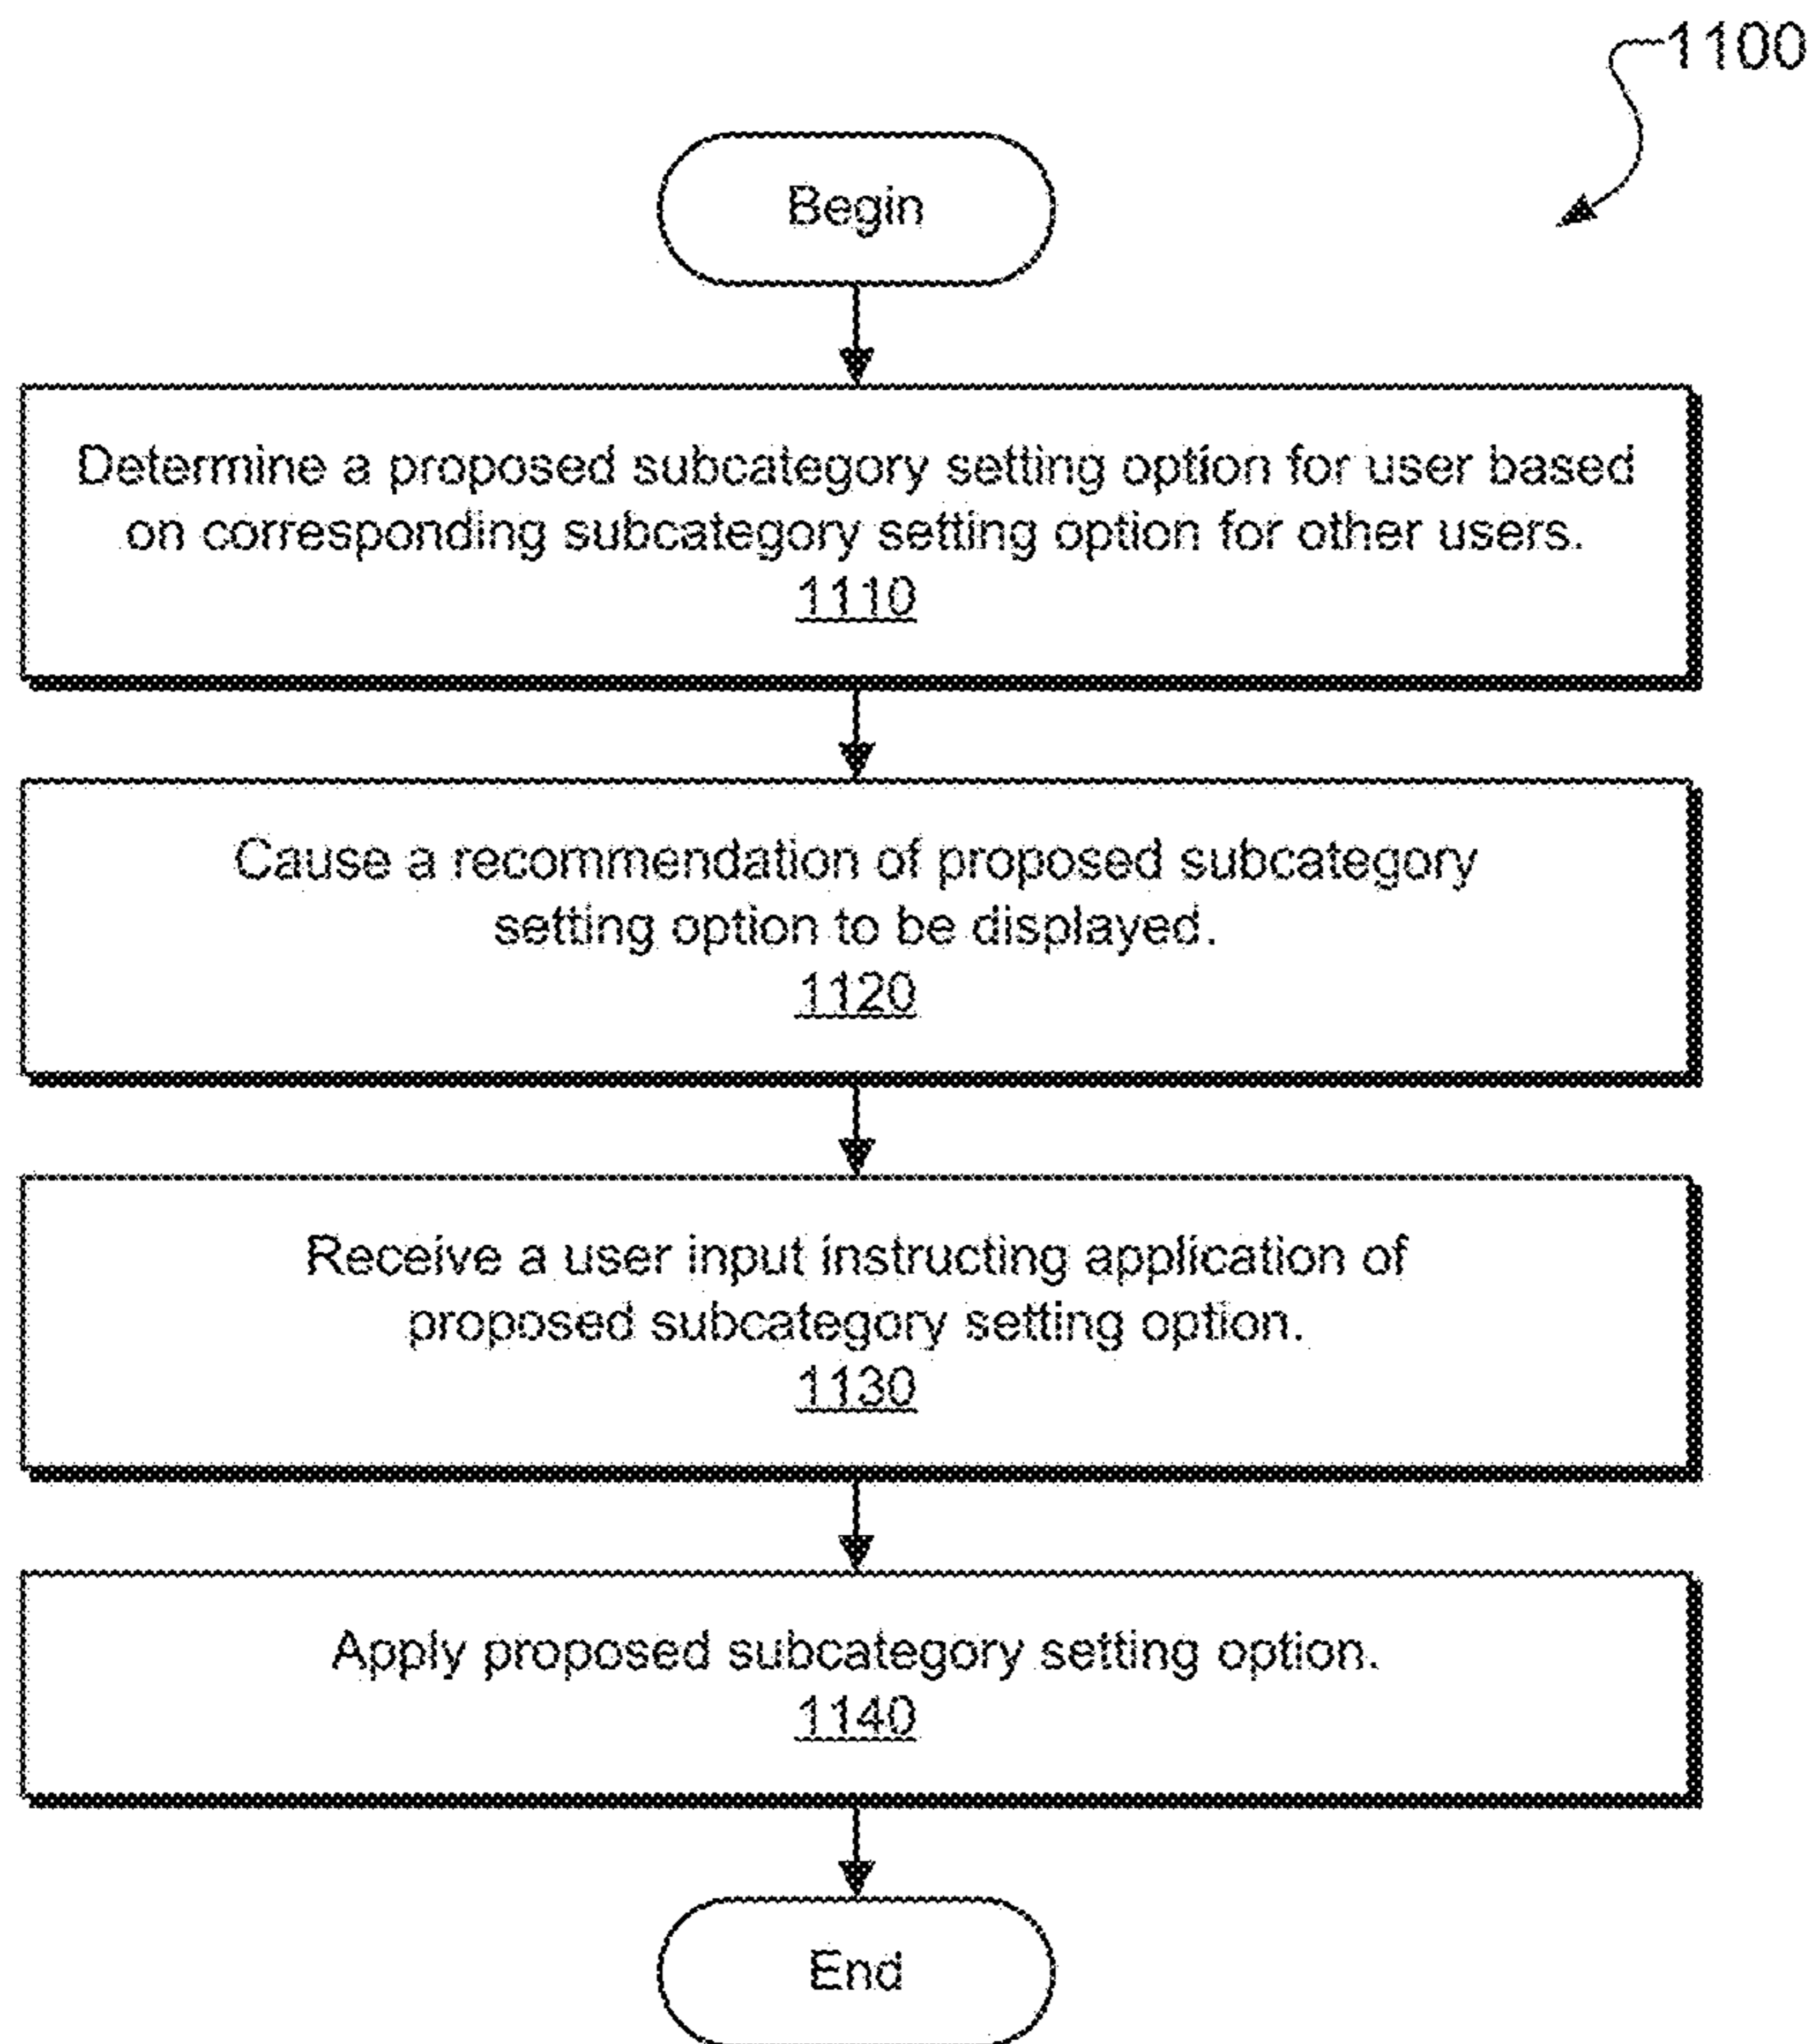 1100
Begin
Determine a proposed subcategory setting option for user based
on corresponding subcategory setting option for other users.
1110
Cause a recommendation of proposed subcategory
setting option to be displayed.
1120
Receive a user input instructing application of
proposed subcategory setting option.
1130
Apply proposed subcategory setting option.
1140
End